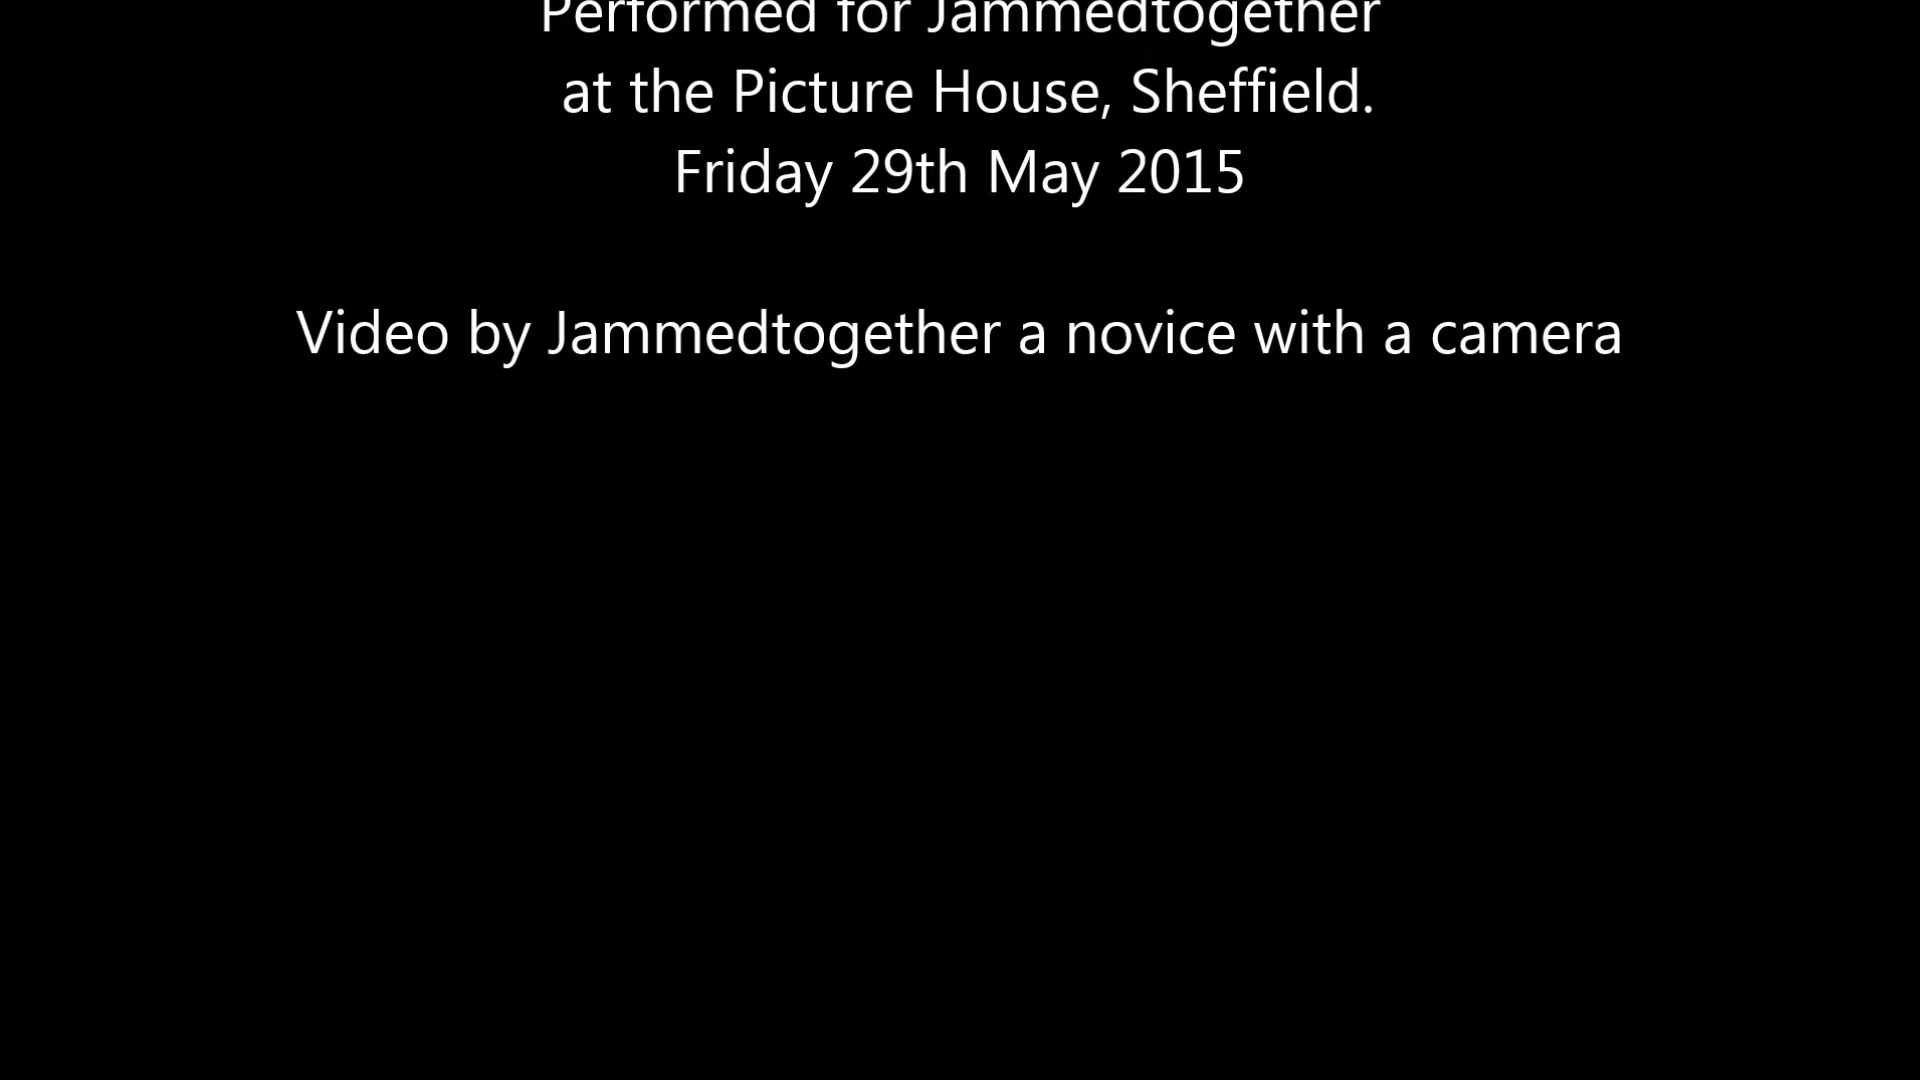 Performed for Jammedtogether
at the Picture House, Sheffield.
Friday 29th May 2015
Video by Jammedtogether a novice with a camera